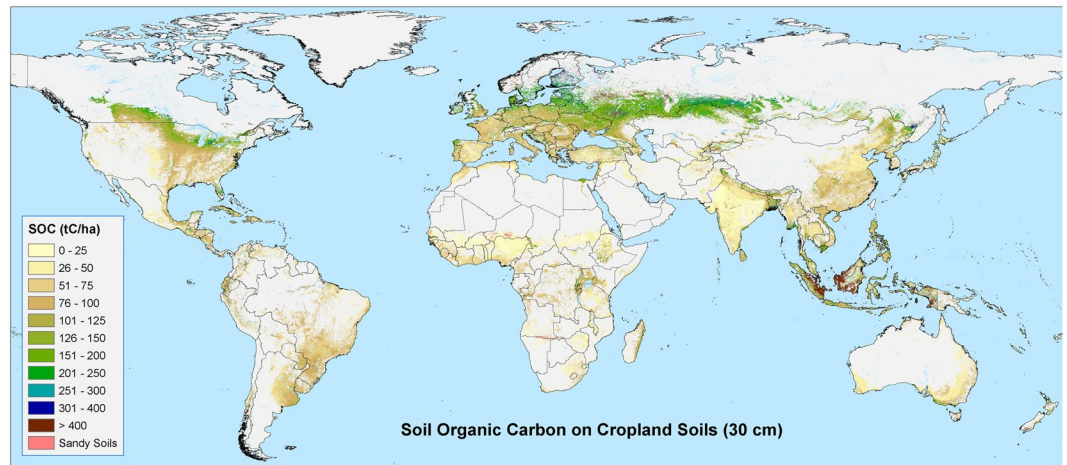 SOC (tC/ha)
0 - 25
26 - 50
51 - 75
76 - 100
101 - 125
126 - 150
151 - 200
201 - 250
251 - 300
301 - 400
> 400
Sandy Soils
Soil Organic Carbon on Cropland Soils (30 cm)